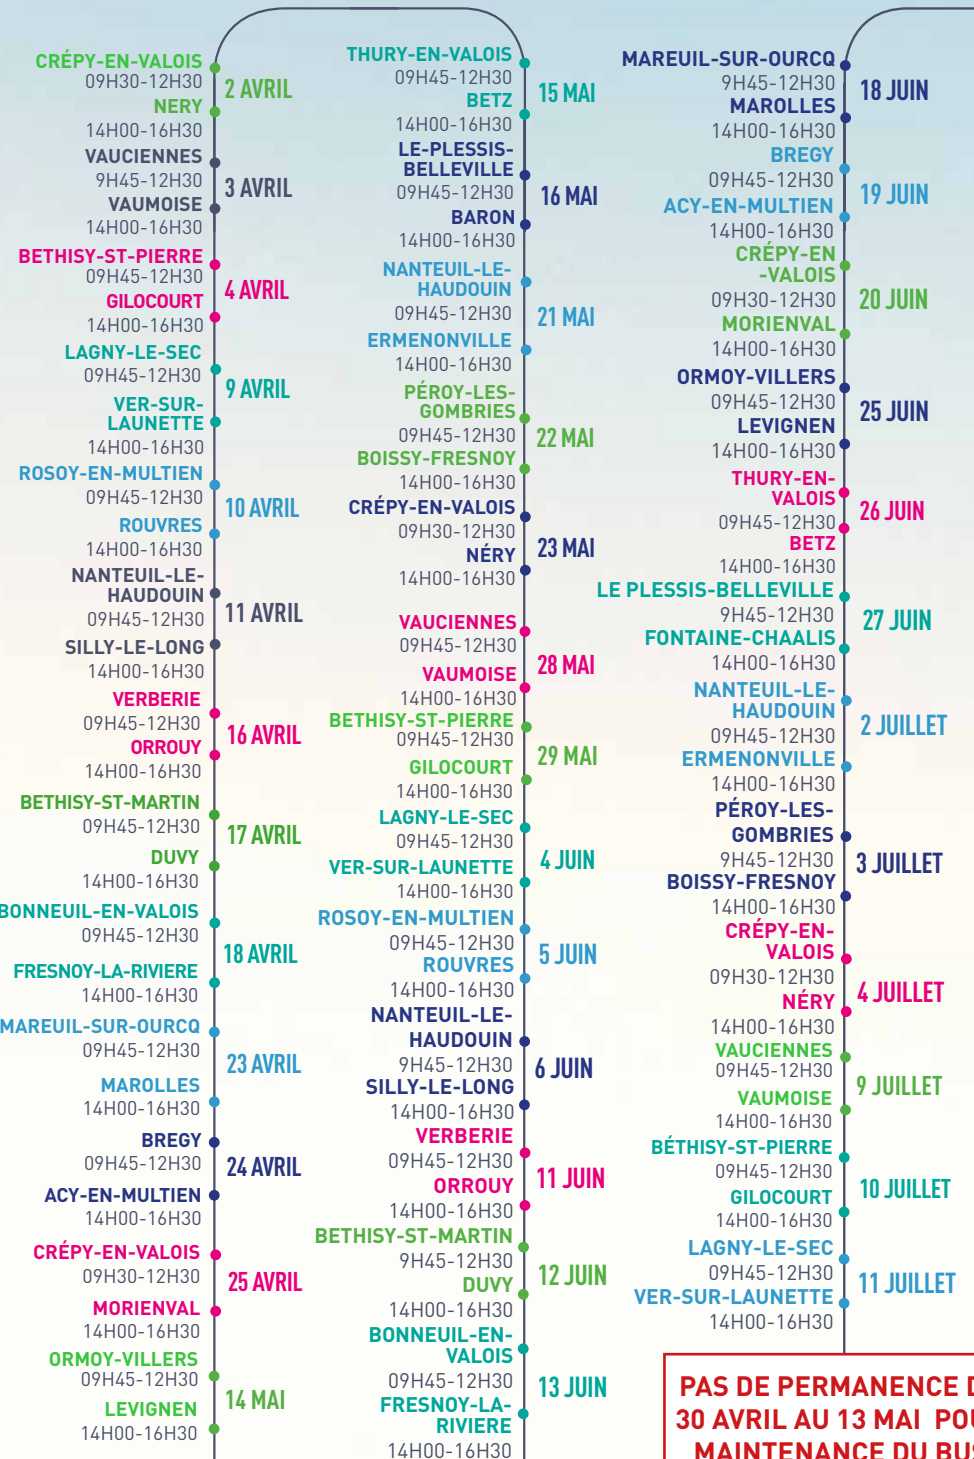 CRÉPY-EN-VALOIS
09H30-12H30
2 AVRIL
NERY
14H00-16H30
VAUCIENNES
9H45-12H30
3 AVRIL
VAUMOISE
14H00-16H30
BETHISY-ST-PIERRE
09H45-12H30
4 AVRIL
GILOCOURT
14H00-16H30
LAGNY-LE-SEC
09H45-12H30
9 AVRIL
VER-SUR-
LAUNETTE
14H00-16H30
ROSOY-EN-MULTIEN
09H45-12H30
10 AVRIL
ROUVRES
14H00-16H30
NANTEUIL-LE-
HAUDOUIN
09H45-12H30
11 AVRIL
SILLY-LE-LONG
14H00-16H30
VERBERIE
09H45-12H30
16 AVRIL
ORROUY
14H00-16H30
BETHISY-ST-MARTIN
09H45-12H30
17 AVRIL
DUVY
14H00-16H30
BONNEUIL-EN-VALOIS
09H45-12H30
18 AVRIL
FRESNOY-LA-RIVIERE
14H00-16H30
MAREUIL-SUR-OURCQ
09H45-12H30
23 AVRIL
MAROLLES
14H00-16H30
BREGY
09H45-12H30
24 AVRIL
ACY-EN-MULTIEN
14H00-16H30
CRÉPY-EN-VALOIS
09H30-12H30
25 AVRIL
MORIENVAL
14H00-16H30
ORMOY-VILLERS
09H45-12H30
14 MAI
LEVIGNEN
14H00-16H30
THURY-EN-VALOIS
09H45-12H30
15 MAI
BETZ
14H00-16H30
LE-PLESSIS-
BELLEVILLE
09H45-12H30
16 MAI
BARON
14H00-16H30
NANTEUIL-LE-
HAUDOUIN
09H45-12H30
21 MAI
ERMENONVILLE
14H00-16H30
PÉROY-LES-
GOMBRIES
09H45-12H30
22 MAI
BOISSY-FRESNOY
14H00-16H30
CRÉPY-EN-VALOIS
09H30-12H30
23 MAI
NÉRY
14H00-16H30
VAUCIENNES
09H45-12H30
28 MAI
VAUMOISE
14H00-16H30
BETHISY-ST-PIERRE
09H45-12H30
29 MAI
GILOCOURT
14H00-16H30
LAGNY-LE-SEC
09H45-12H30
4 JUIN
VER-SUR-LAUNETTE
14H00-16H30
ROSOY-EN-MULTIEN
09H45-12H30
5 JUIN
ROUVRES
14H00-16H30
NANTEUIL-LE-
HAUDOUIN
9H45-12H30
6 JUIN
SILLY-LE-LONG
14H00-16H30
VERBERIE
09H45-12H30
11 JUIN
ORROUY
14H00-16H30
BETHISY-ST-MARTIN
9H45-12H30
12 JUIN
DUVY
14H00-16H30
BONNEUIL-EN-
VALOIS
09H45-12H30
13 JUIN
FRESNOY-LA-
RIVIERE
14H00-16H30
MAREUIL-SUR-OURCQ
9H45-12H30
18 JUIN
MAROLLES
14H00-16H30
BREGY
09H45-12H30
19 JUIN
ACY-EN-MULTIEN
14H00-16H30
CRÉPY-EN
-VALOIS
09H30-12H30
20 JUIN
MORIENVAL
14H00-16H30
ORMOY-VILLERS
09H45-12H30
25 JUIN
LEVIGNEN
14H00-16H30
THURY-EN-
VALOIS
09H45-12H30
26 JUIN
BETZ
14H00-16H30
LE PLESSIS-BELLEVILLE
9H45-12H30
27 JUIN
FONTAINE-CHAALIS
14H00-16H30
NANTEUIL-LE-
HAUDOUIN
09H45-12H30
2 JUILLET
ERMENONVILLE
14H00-16H30
PÉROY-LES-
GOMBRIES
9H45-12H30
3 JUILLET
BOISSY-FRESNOY
14H00-16H30
CRÉPY-EN-
VALOIS
09H30-12H30
4 JUILLET
NÉRY
14H00-16H30
VAUCIENNES
09H45-12H30
9 JUILLET
VAUMOISE
14H00-16H30
BÉTHISY-ST-PIERRE
09H45-12H30
10 JUILLET
GILOCOURT
14H00-16H30
LAGNY-LE-SEC
09H45-12H30
11 JUILLET
VER-SUR-LAUNETTE
14H00-16H30
PAS DE PERMANENCE
30 AVRIL AU 13 MAI
MAINTENANCE DU BUS